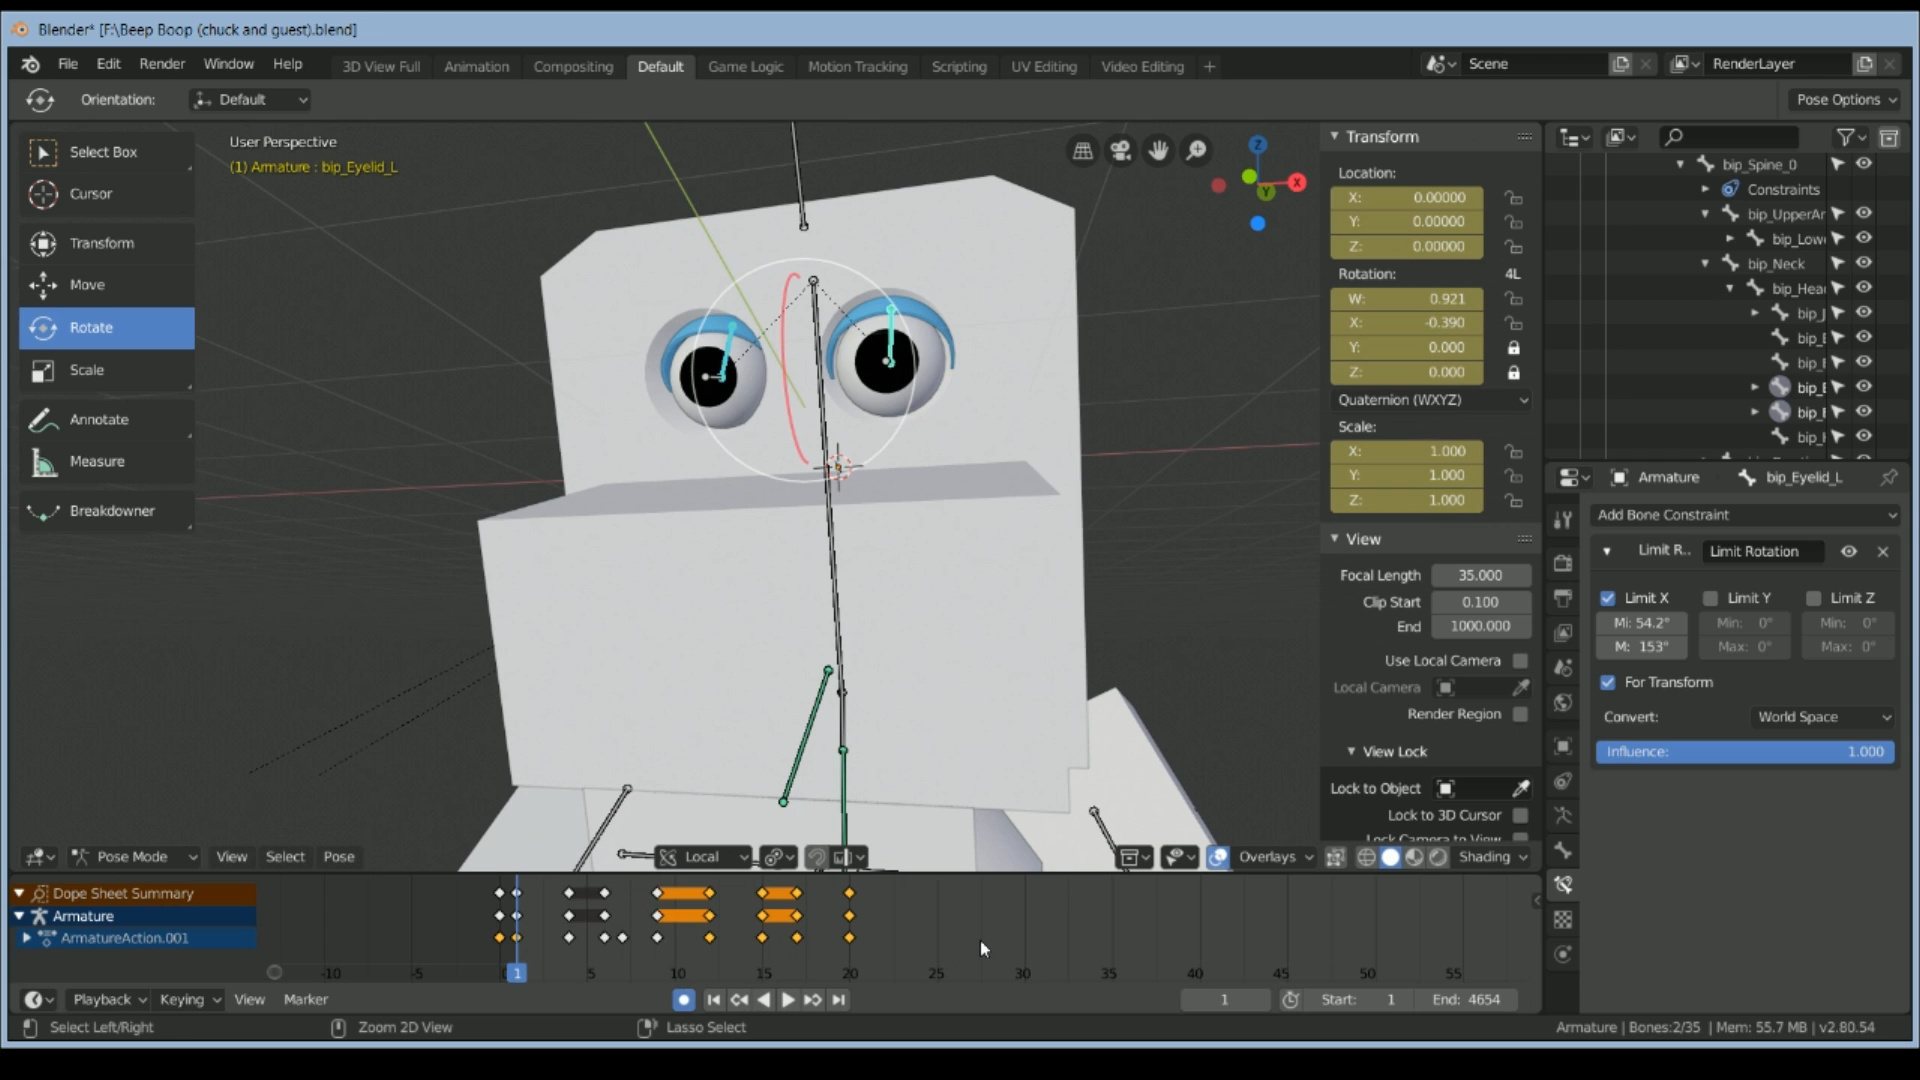 Blender* [F:\Beep Boop (chuck and guest).blend]
File Edit Render Window Help 3D View Full Animation Compositing Default Game Logic Motion Tracking Scripting UV Editing Video Editing + Scene RenderLayer
Orientation: Default Pose Options
Select Box
Cursor
Transform
Move
Rotate
Scale
Annotate
Measure
Breakdowner
User Perspective
(1) Armature : bip_Eyelid_L
Z
X
Y
Transform
Location:
X: 0.00000
Y: 0.00000
Z: 0.00000
Rotation: 4L
W: 0.921
X: -0.390
Y: 0.000
Z: 0.000
Quaternion (WXYZ)
Scale:
X: 1.000
Y: 1.000
Z: 1.000
View
Focal Length 35.000
Clip Start 0.100
End 1000.000
Use Local Camera
Local Camera
Render Region
View Lock
Lock to Object
Lock to 3D Cursor
Lock Camera to View
bip_Spine_0
Constraints
bip_UpperAr
bip_Low
bip_Neck
bip_Hea
bip_J
bip_E
bip_E
bip_E
bip_
bip_
Armature bip_Eyelid_L
Add Bone Constraint
Limit R.. Limit Rotation
Limit X Limit Y Limit Z
Mi: 54.2° Min: 0° Min: 0°
M: 153° Max: 0° Max: 0°
For Transform
Convert: World Space
Influence: 1.000
Pose Mode View Select Pose Local Overlays Shading
Dope Sheet Summary
Armature
ArmatureAction.001
-10 -5 0 1 5 10 15 20 25 30 35 40 45 50 55
Playback Keying View Marker 1 Start: 1 End: 4654
Select Left/Right Zoom 2D View Lasso Select Armature | Bones:2/35 | Mem: 55.7 MB | v2.80.54